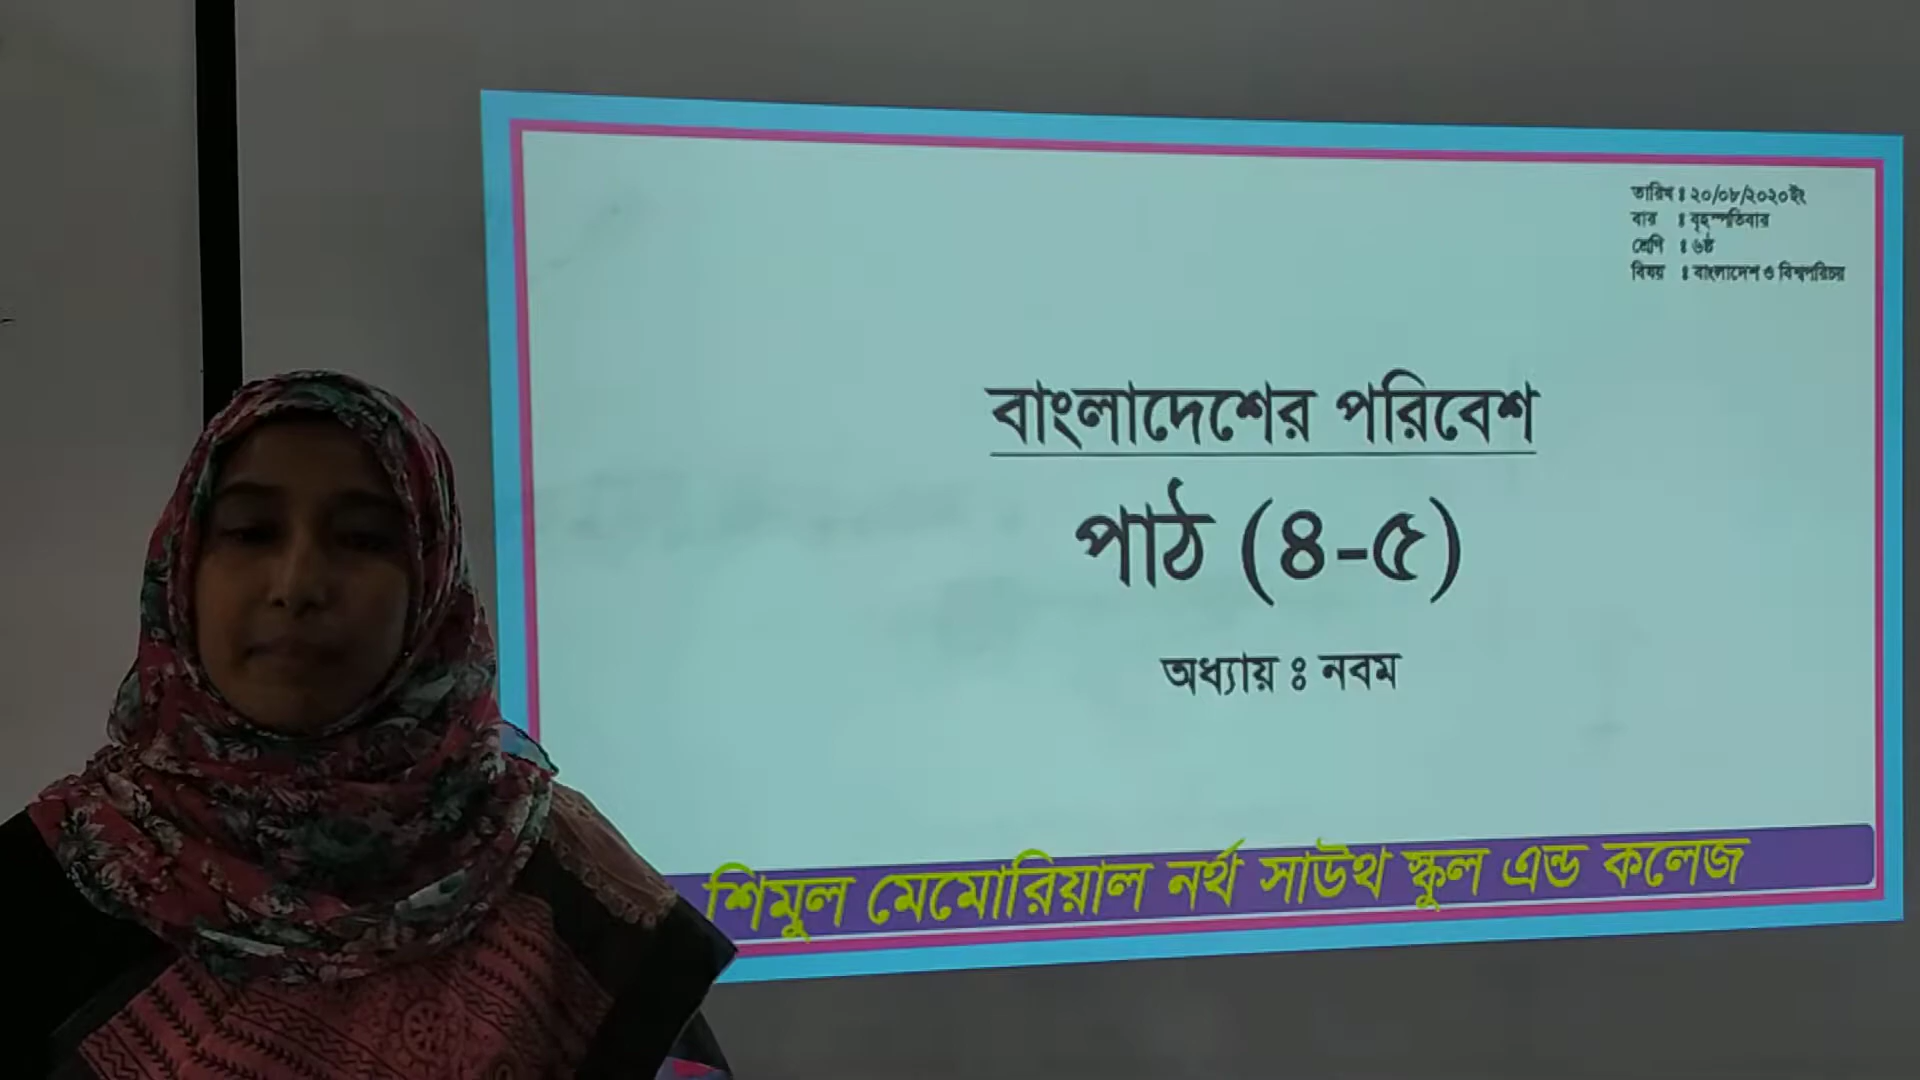 তারিখ ঃ ২০/০৮/২০২০ইং
বার ঃ বৃহস্পতিবার
শ্রেণি ঃ ৬ষ্ঠ
বিষয় ঃ বাংলাদেশ ও বিশ্বপরিচয়
বাংলাদেশের পরিবেশ
পাঠ (৪-৫)
অধ্যায় ঃ নবম
শিমুল মেমোরিয়াল নর্থ সাউথ স্কুল এন্ড কলেজ